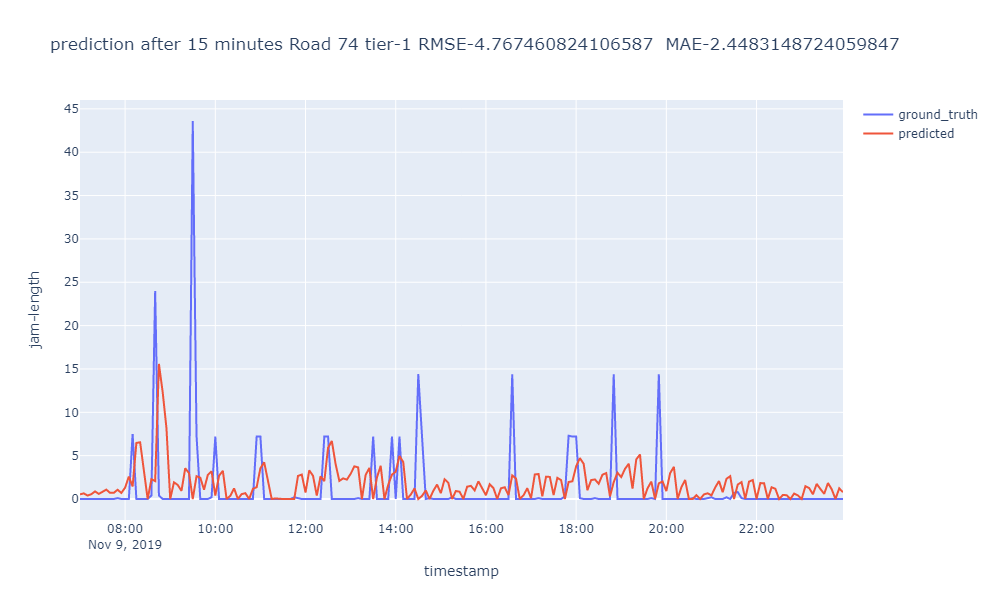 prediction after 15 minutes Road 74 tier-1 RMSE-4.767460824106587  MAE-2.4483148724059847
ground_truth
predicted
45
40
35
30
25
20
15
10
5
0
jam-length
08:00 10:00 12:00 14:00 16:00 18:00 20:00 22:00
Nov 9, 2019
timestamp